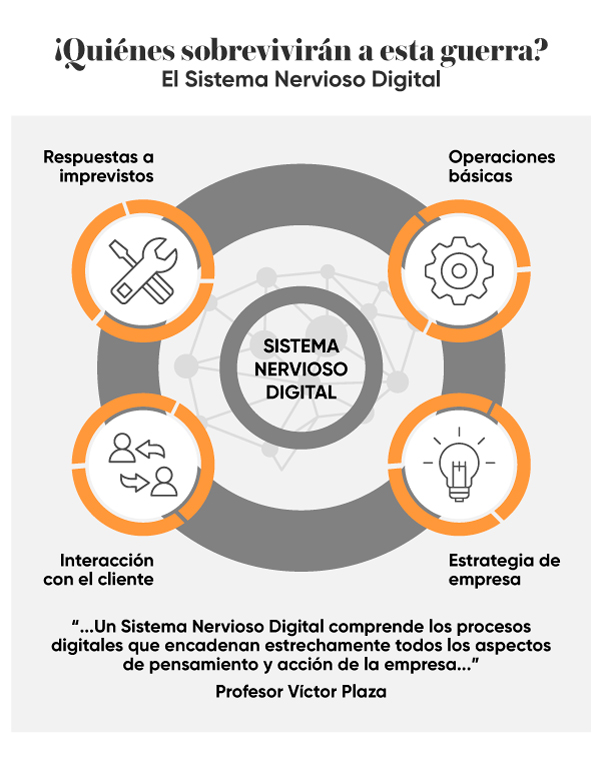 ¡Quiénes sobrevivirán a esta guerra?
El Sistema Nervioso Digital
Respuestas a
imprevistos
Operaciones
básicas
SISTEMA
NERVIOSO
DIGITAL
Interacción
con el cliente
Estrategia de
empresa
“...Un Sistema Nervioso Digital comprende los procesos
digitales que encadenan estrechamente todos los aspectos
de pensamiento y acción de la empresa...”
Profesor Víctor Plaza